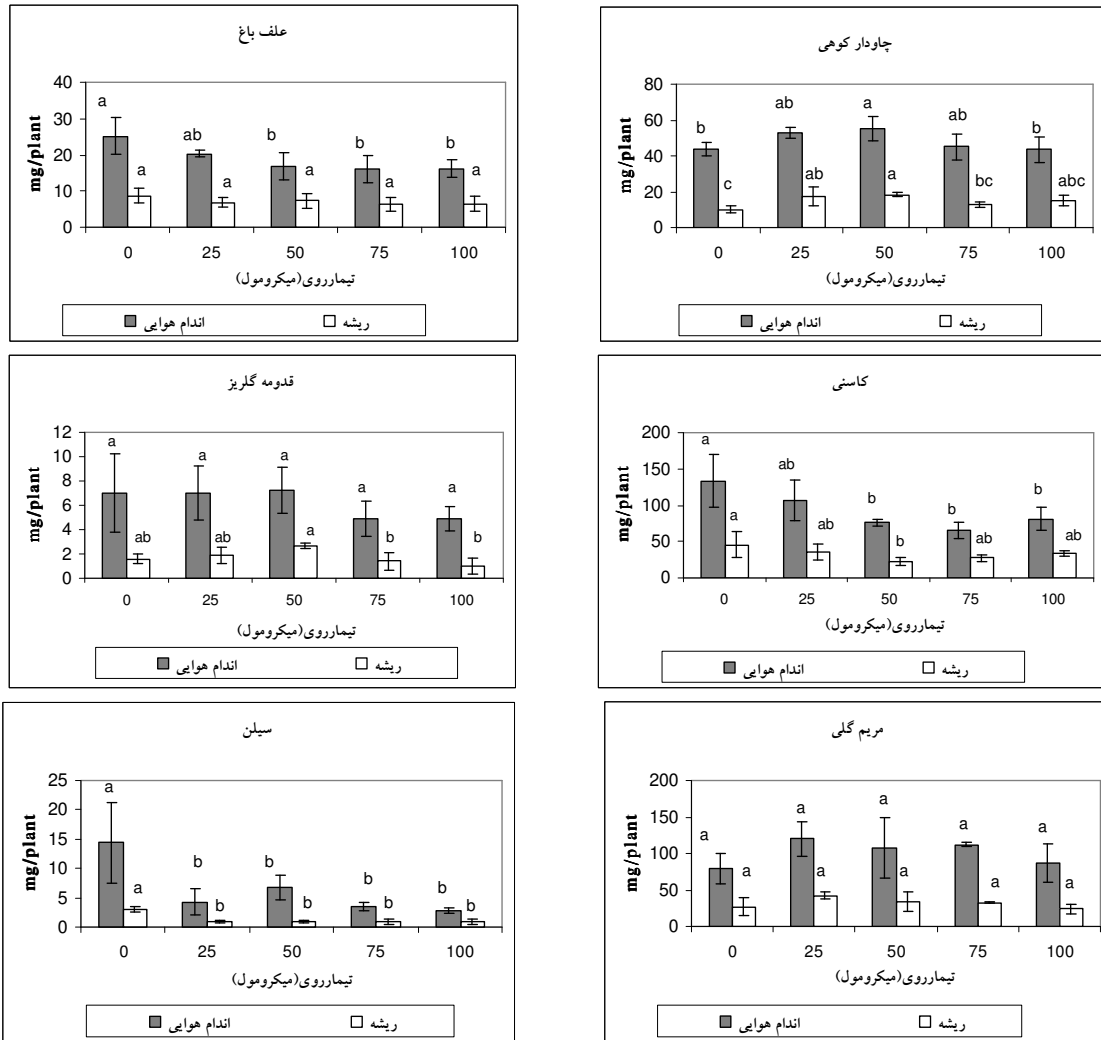 علف باغ
mg/plant
40
30
20
10
0
a
a
ab
a
b
a
b
a
b
a
0 25 50 75 100
تیمارروی(میکرومول)
اندام هوایی ریشه
چاودار کوهی
mg/plant
80
60
40
20
0
b
c
ab
ab
a
a
ab
bc
b
abc
0 25 50 75 100
تیمارروی(میکرومول)
اندام هوایی ریشه
قدومه گلریز
mg/plant
12
10
8
6
4
2
0
a
ab
a
ab
a
a
a
b
a
b
0 25 50 75 100
تیمارروی(میکرومول)
اندام هوایی ریشه
کاسنی
mg/plant
200
150
100
50
0
a
a
ab
ab
b
b
b
ab
b
ab
0 25 50 75 100
تیمارروی(میکرومول)
اندام هوایی ریشه
سیلن
mg/plant
25
20
15
10
5
0
a
a
b
b
b
b
b
b
b
b
0 25 50 75 100
تیمارروی(میکرومول)
اندام هوایی ریشه
مریم گلی
mg/plant
200
150
100
50
0
a
a
a
a
a
a
a
a
a
a
0 25 50 75 100
تیمارروی(میکرومول)
اندام هوایی ریشه